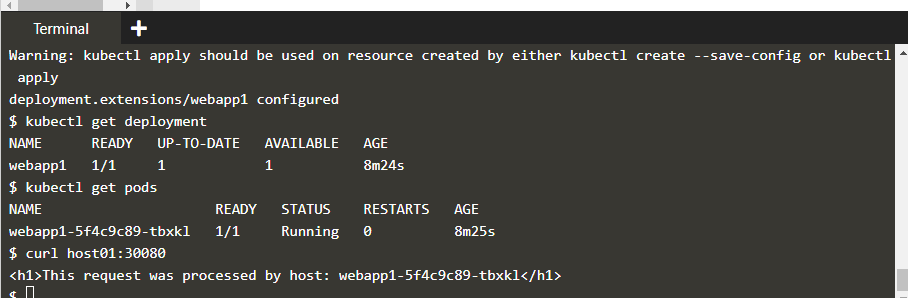 Terminal +
Warning: kubectl apply should be used on resource created by either kubectl create --save-config or kubectl
 apply
deployment.extensions/webapp1 configured
$ kubectl get deployment
NAME      READY   UP-TO-DATE   AVAILABLE   AGE
webapp1   1/1     1            1           8m24s
$ kubectl get pods
NAME                     READY   STATUS    RESTARTS   AGE
webapp1-5f4c9c89-tbxkl   1/1     Running   0          8m25s
$ curl host01:30080
<h1>This request was processed by host: webapp1-5f4c9c89-tbxkl</h1>
$